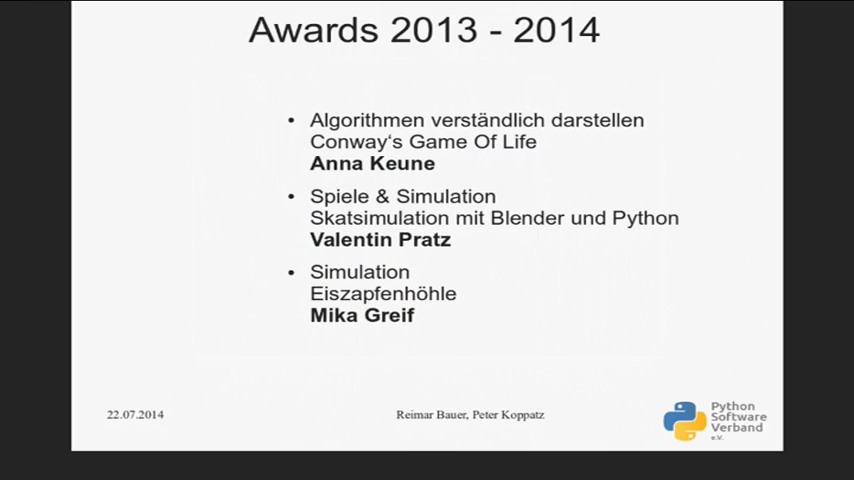 Awards 2013 - 2014
• Algorithmen verständlich darstellen
Conway‘s Game Of Life
Anna Keune
• Spiele & Simulation
Skatsimulation mit Blender und Python
Valentin Pratz
• Simulation
Eiszapfenhöhle
Mika Greif
22.07.2014
Reimar Bauer, Peter Koppatz
Python
Software
Verband
e.V.